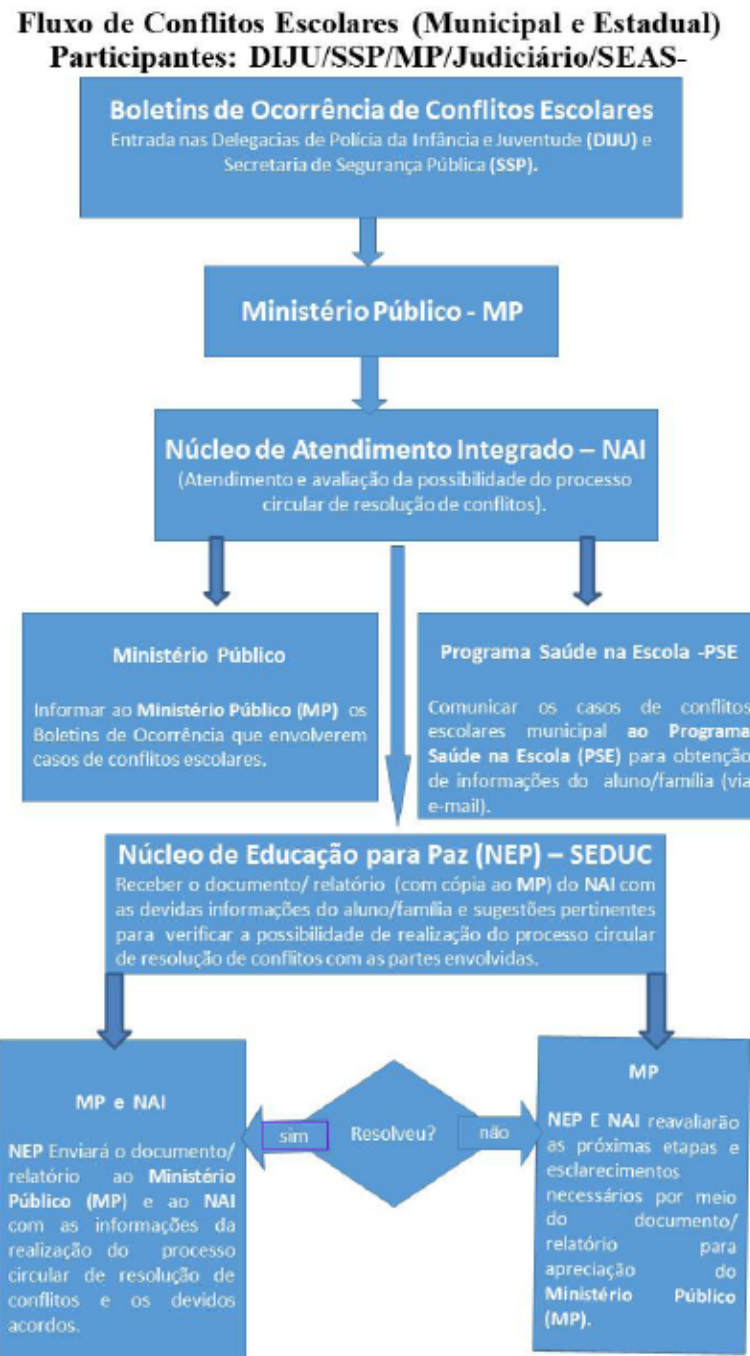 Fluxo de Conflitos Escolares (Municipal e Estadual)
Participantes: DIJU/SSP/MP/Judiciário/SEAS-
Boletins de Ocorrência de Conflitos Escolares
Entrada nas Delegacias de Polícia da Infância e Juventude (DIJU) e
Secretaria de Segurança Pública (SSP).
Ministério Público - MP
Núcleo de Atendimento Integrado – NAI
(Atendimento e avaliação da possibilidade do processo
circular de resolução de conflitos).
Ministério Público
Informar ao Ministério Público (MP) os
Boletins de Ocorrência que envolverem
casos de conflitos escolares.
Programa Saúde na Escola -PSE
Comunicar os casos de conflitos
escolares municipal ao Programa
Saúde na Escola (PSE) para obtenção
de informações do aluno/família (via
e-mail).
Núcleo de Educação para Paz (NEP) – SEDUC
Receber o documento/ relatório (com cópia ao MP) do NAI com
as devidas informações do aluno/família e sugestões pertinentes
para verificar a possibilidade de realização do processo circular
de resolução de conflitos com as partes envolvidas.
MP e NAI
NEP Enviará o documento/
relatório ao Ministério
Público (MP) e ao NAI
com as informações da
realização do processo
circular de resolução de
conflitos e os devidos
acordos.
sim
Resolveu?
não
MP
NEP E NAI reavaliarão
as próximas etapas e
esclarecimentos
necessários por meio
do documento/
relatório para
apreciação do
Ministério Público
(MP).